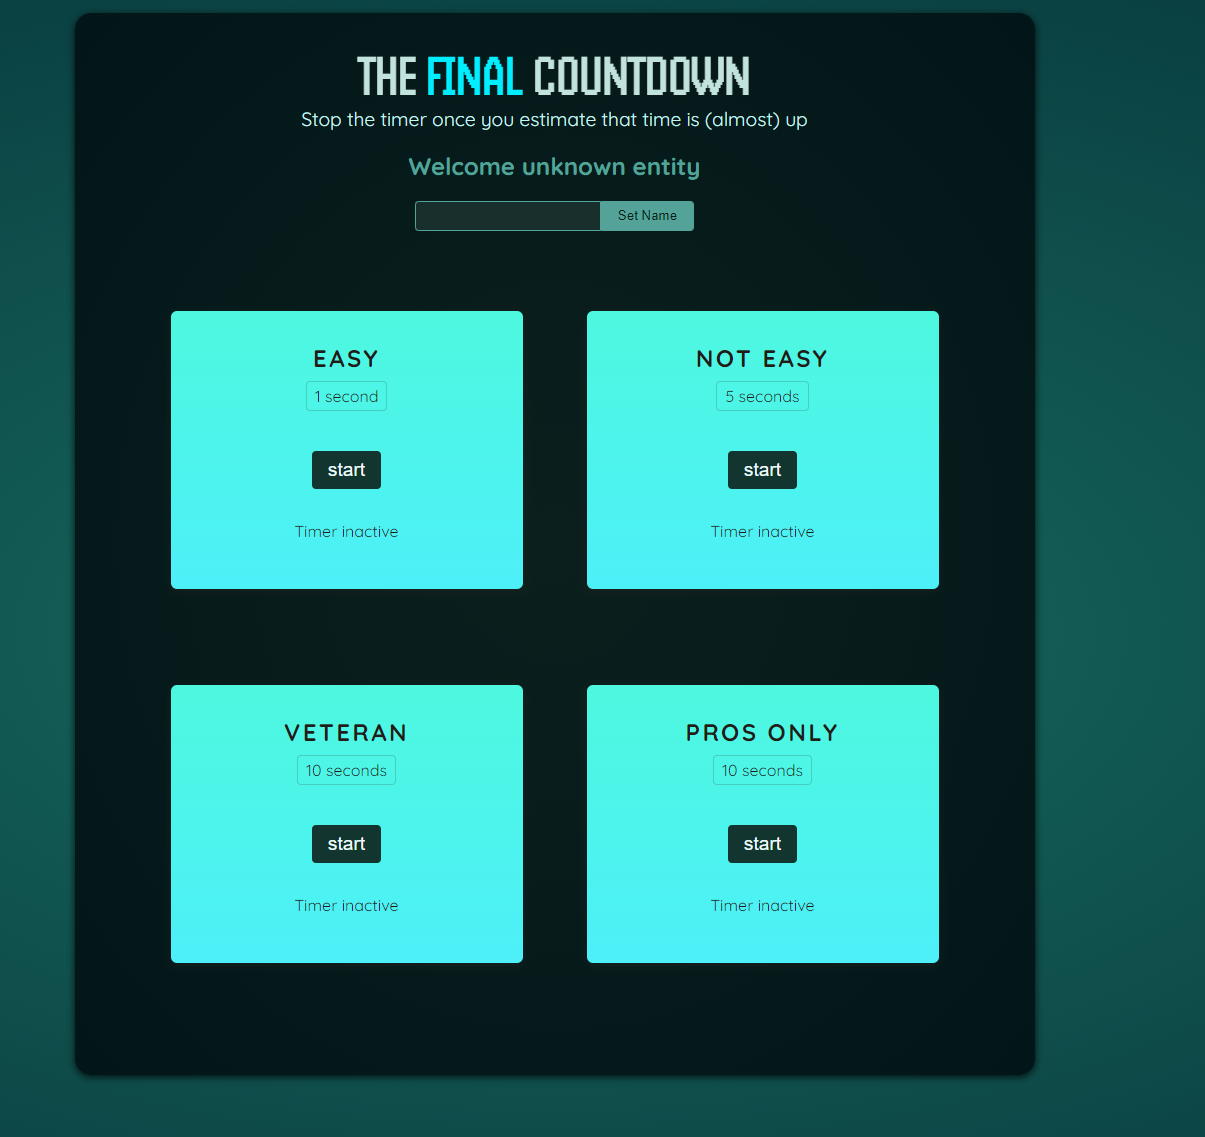 THE FINAL COUNTDOWN
Stop the timer once you estimate that time is (almost) up
Welcome unknown entity
Set Name
EASY
1 second
start
Timer inactive
NOT EASY
5 seconds
start
Timer inactive
VETERAN
10 seconds
start
Timer inactive
PROS ONLY
10 seconds
start
Timer inactive